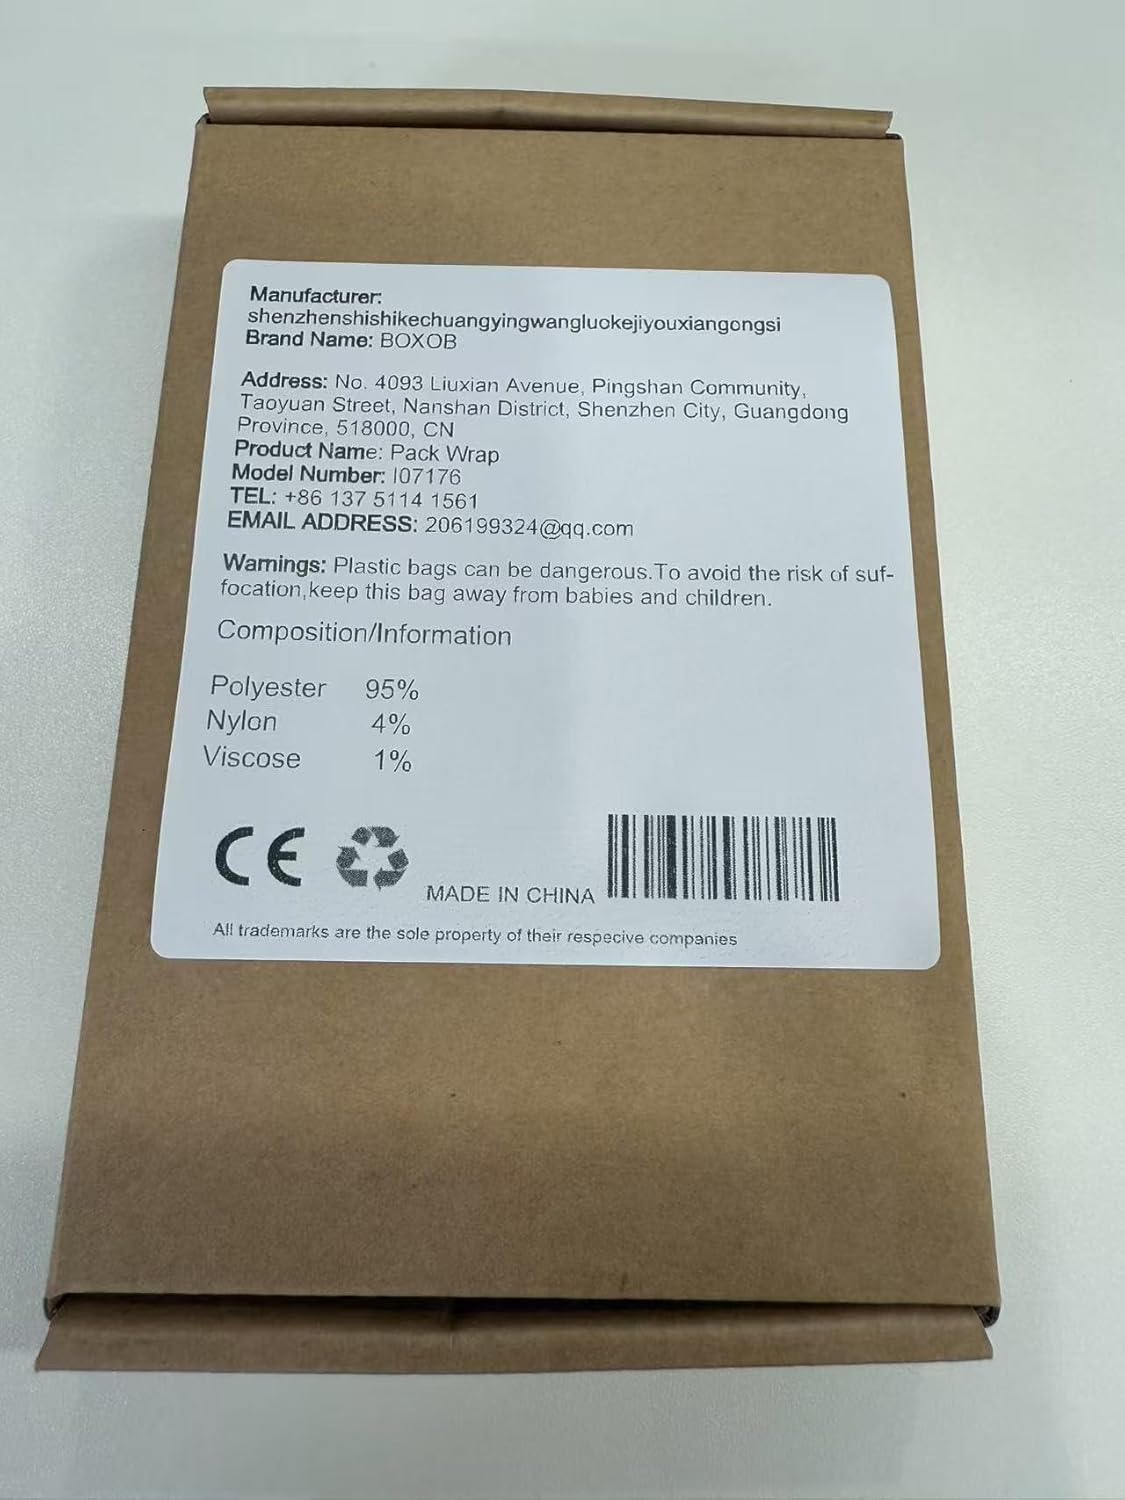 Manufacturer:
shenzhenshishikechuangyingwangluokejiyouxiangongsi
Brand Name: BOXOB
Address: No. 4093 Liuxian Avenue, Pingshan Community,
Taoyuan Street, Nanshan District, Shenzhen City, Guangdong
Province, 518000, CN
Product Name: Pack Wrap
Model Number: I07176
TEL: +86 137 5114 1561
EMAIL ADDRESS: 206199324@qq.com
Warnings: Plastic bags can be dangerous.To avoid the risk of suf-
focation,keep this bag away from babies and children.
Composition/Information
Polyester 95%
Nylon 4%
Viscose 1%
CE
MADE IN CHINA
All trademarks are the sole property of their respecive companies